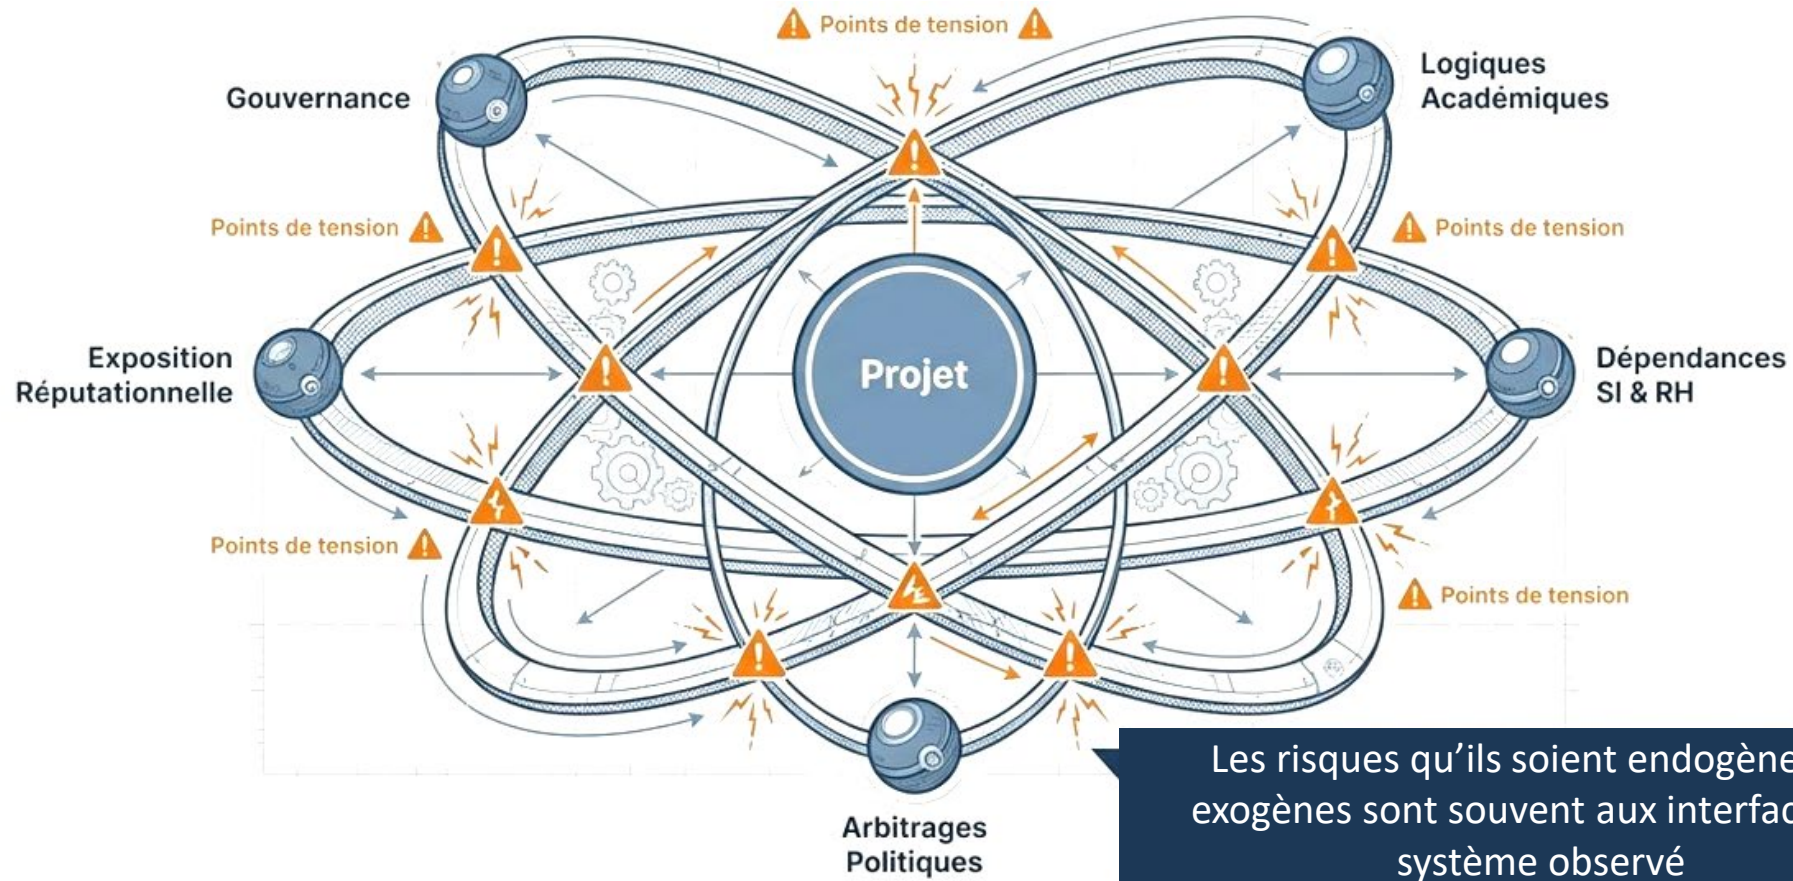 Points de tension
Gouvernance
Logiques
Académiques
Points de tension
Points de tension
Exposition
Réputationnelle
Projet
Dépendances
SI & RH
Points de tension
Points de tension
Arbitrages
Politiques
Les risques qu’ils soient endogène
exogènes sont souvent aux interfac
système observé